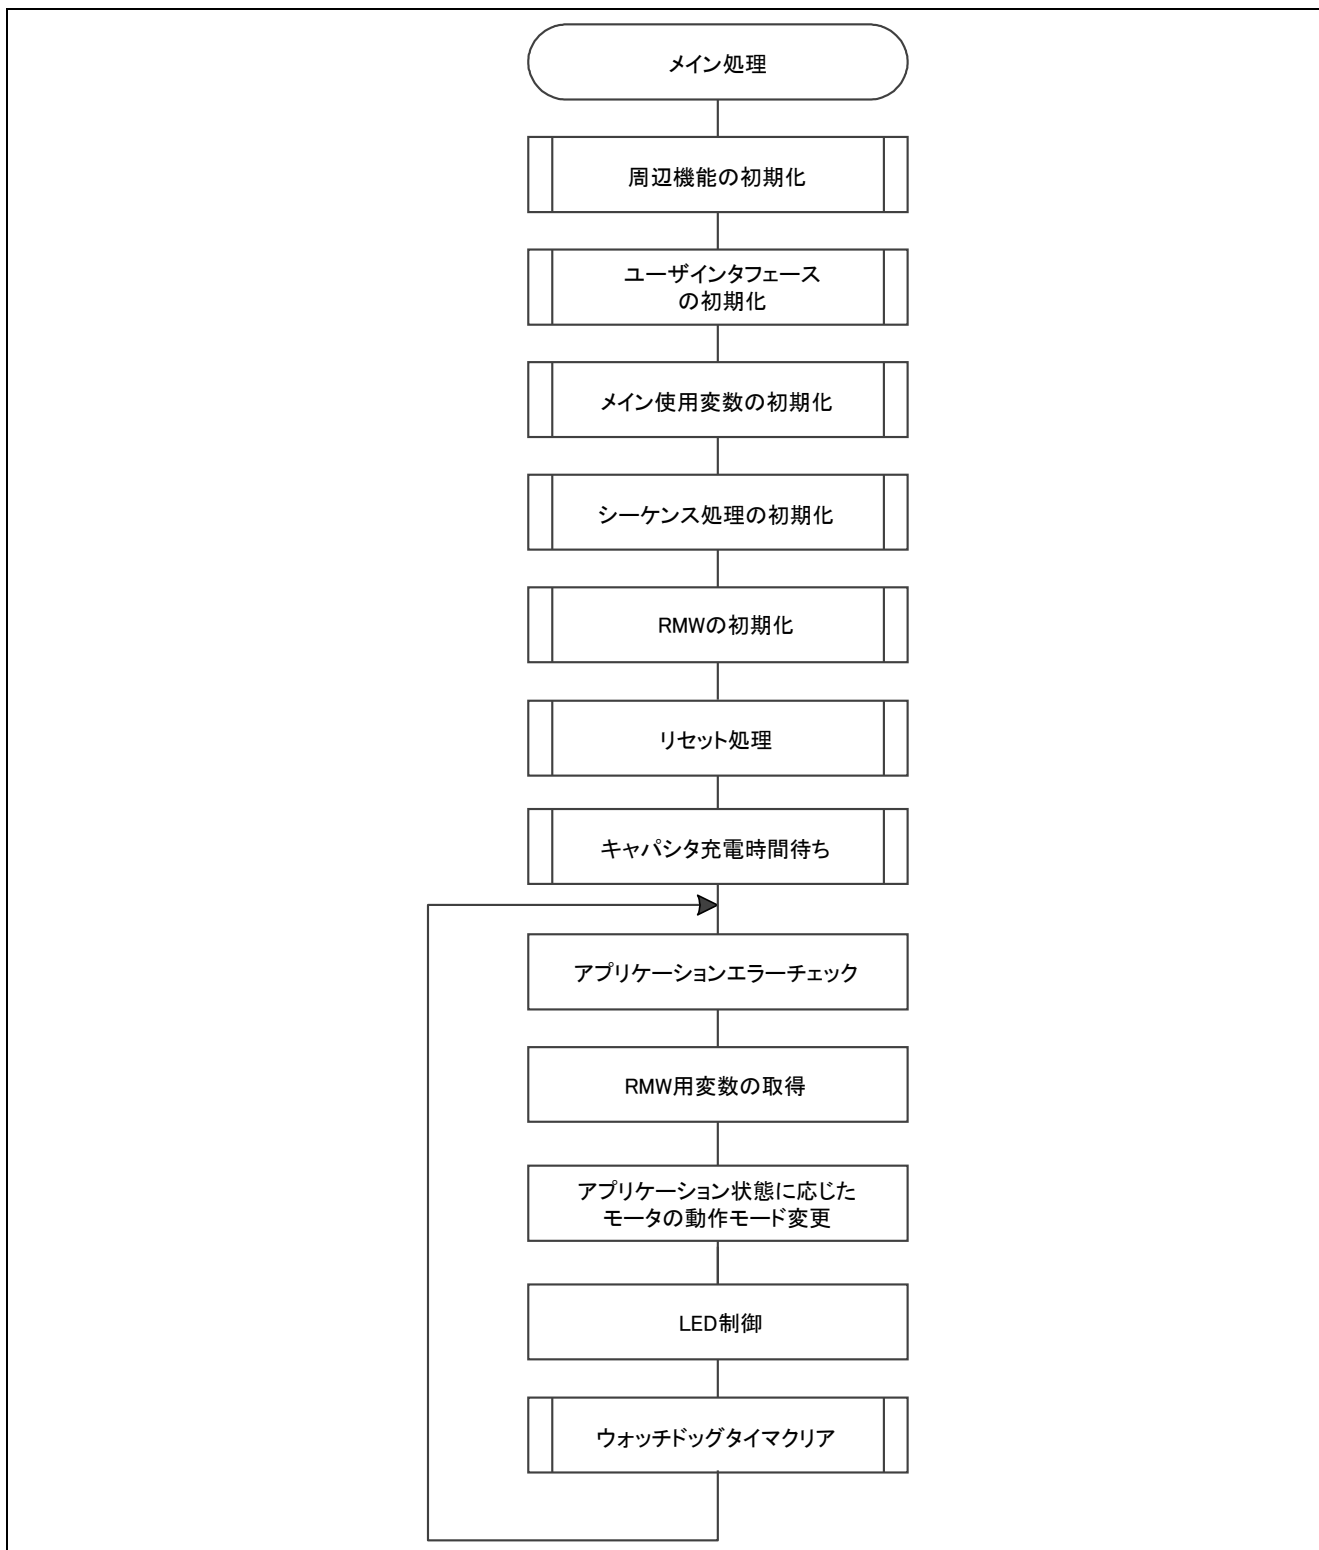 メイン処理
周辺機能の初期化
ユーザインタフェース
の初期化
メイン使用変数の初期化
シーケンス処理の初期化
RMWの初期化
リセット処理
キャパシタ充電時間待ち
アプリケーションエラーチェック
RMW用変数の取得
アプリケーション状態に応じた
モータの動作モード変更
LED制御
ウォッチドッグタイマクリア